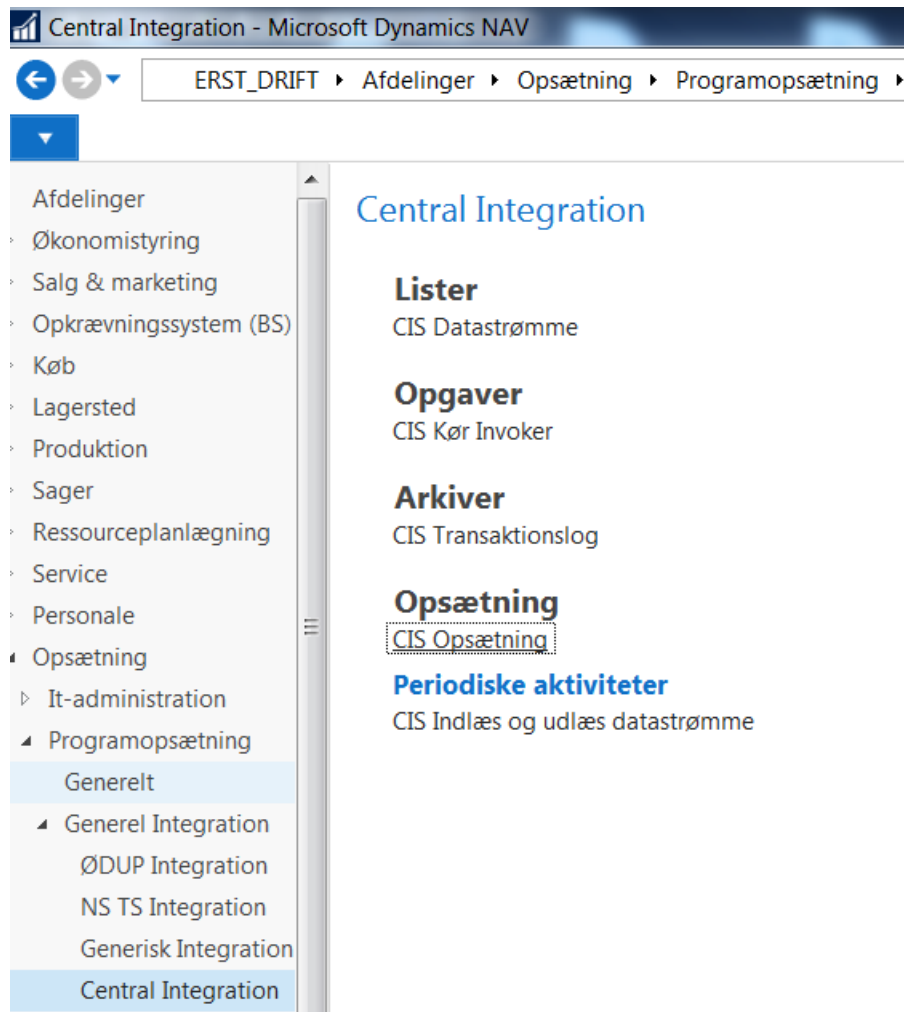 Central Integration - Microsoft Dynamics NAV
ERST_DRIFT ▸ Afdelinger ▸ Opsætning ▸ Programopsætning ▸
Afdelinger
Økonomistyring
Salg & marketing
Opkrævningssystem (BS)
Køb
Lagersted
Produktion
Sager
Ressourceplanlægning
Service
Personale
Opsætning
It-administration
Programopsætning
Generelt
Generel Integration
ØDUP Integration
NS TS Integration
Generisk Integration
Central Integration
Central Integration
Lister
CIS Datastrømme
Opgaver
CIS Kør Invoker
Arkiver
CIS Transaktionslog
Opsætning
CIS Opsætning
Periodiske aktiviteter
CIS Indlæs og udlæs datastrømme